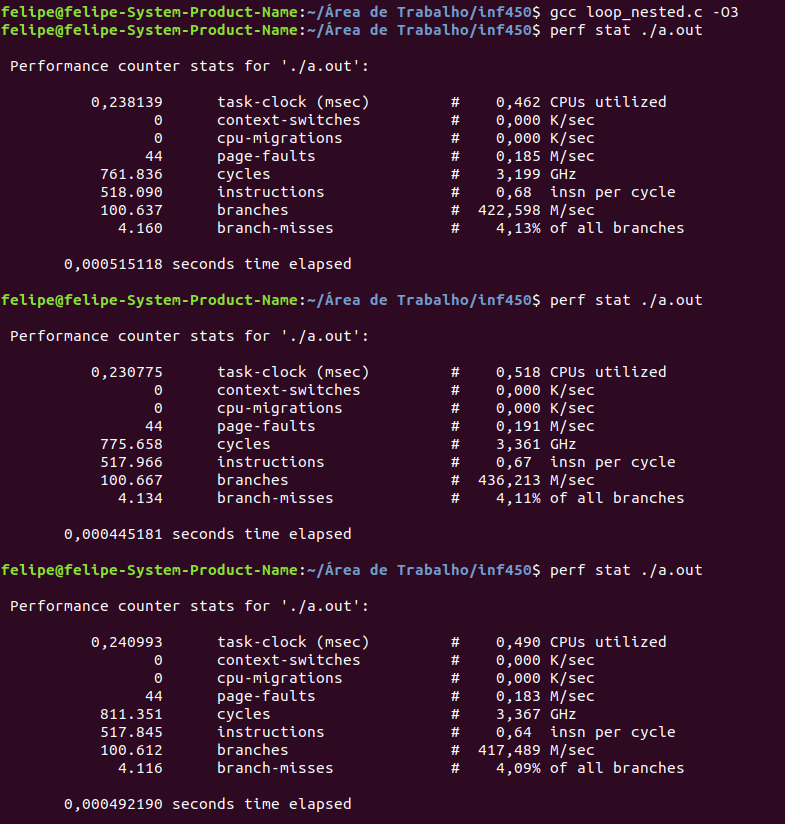 felipe@felipe-System-Product-Name:~/Área de Trabalho/inf450$ gcc loop_nested.c -O3
felipe@felipe-System-Product-Name:~/Área de Trabalho/inf450$ perf stat ./a.out
Performance counter stats for './a.out':
0,238139 task-clock (msec) # 0,462 CPUs utilized
0 context-switches # 0,000 K/sec
0 cpu-migrations # 0,000 K/sec
44 page-faults # 0,185 M/sec
761.836 cycles # 3,199 GHz
518.090 instructions # 0,68 insn per cycle
100.637 branches # 422,598 M/sec
4.160 branch-misses # 4,13% of all branches
0,000515118 seconds time elapsed
felipe@felipe-System-Product-Name:~/Área de Trabalho/inf450$ perf stat ./a.out
Performance counter stats for './a.out':
0,230775 task-clock (msec) # 0,518 CPUs utilized
0 context-switches # 0,000 K/sec
0 cpu-migrations # 0,000 K/sec
44 page-faults # 0,191 M/sec
775.658 cycles # 3,361 GHz
517.966 instructions # 0,67 insn per cycle
100.667 branches # 436,213 M/sec
4.134 branch-misses # 4,11% of all branches
0,000445181 seconds time elapsed
felipe@felipe-System-Product-Name:~/Área de Trabalho/inf450$ perf stat ./a.out
Performance counter stats for './a.out':
0,240993 task-clock (msec) # 0,490 CPUs utilized
0 context-switches # 0,000 K/sec
0 cpu-migrations # 0,000 K/sec
44 page-faults # 0,183 M/sec
811.351 cycles # 3,367 GHz
517.845 instructions # 0,64 insn per cycle
100.612 branches # 417,489 M/sec
4.116 branch-misses # 4,09% of all branches
0,000492190 seconds time elapsed